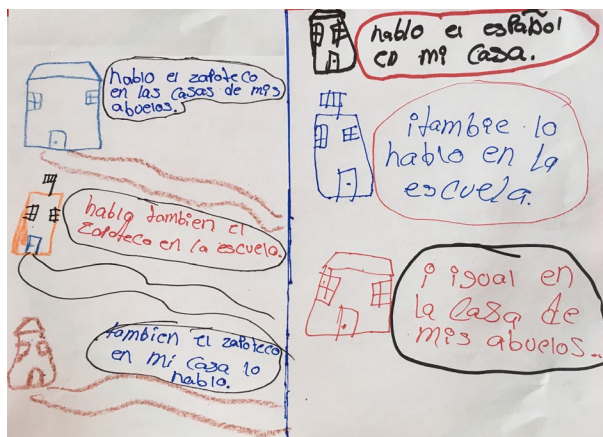 hablo el zapoteco
en las casas de mis
abuelos.
hablo tambien el
zapoteco en la escuela.
tambien el zapoteco
en mi casa lo
hablo.
hablo el español
en mi casa.
itambie lo
hablo en la
escuela.
i igual en
la casa de
mis abuelos..